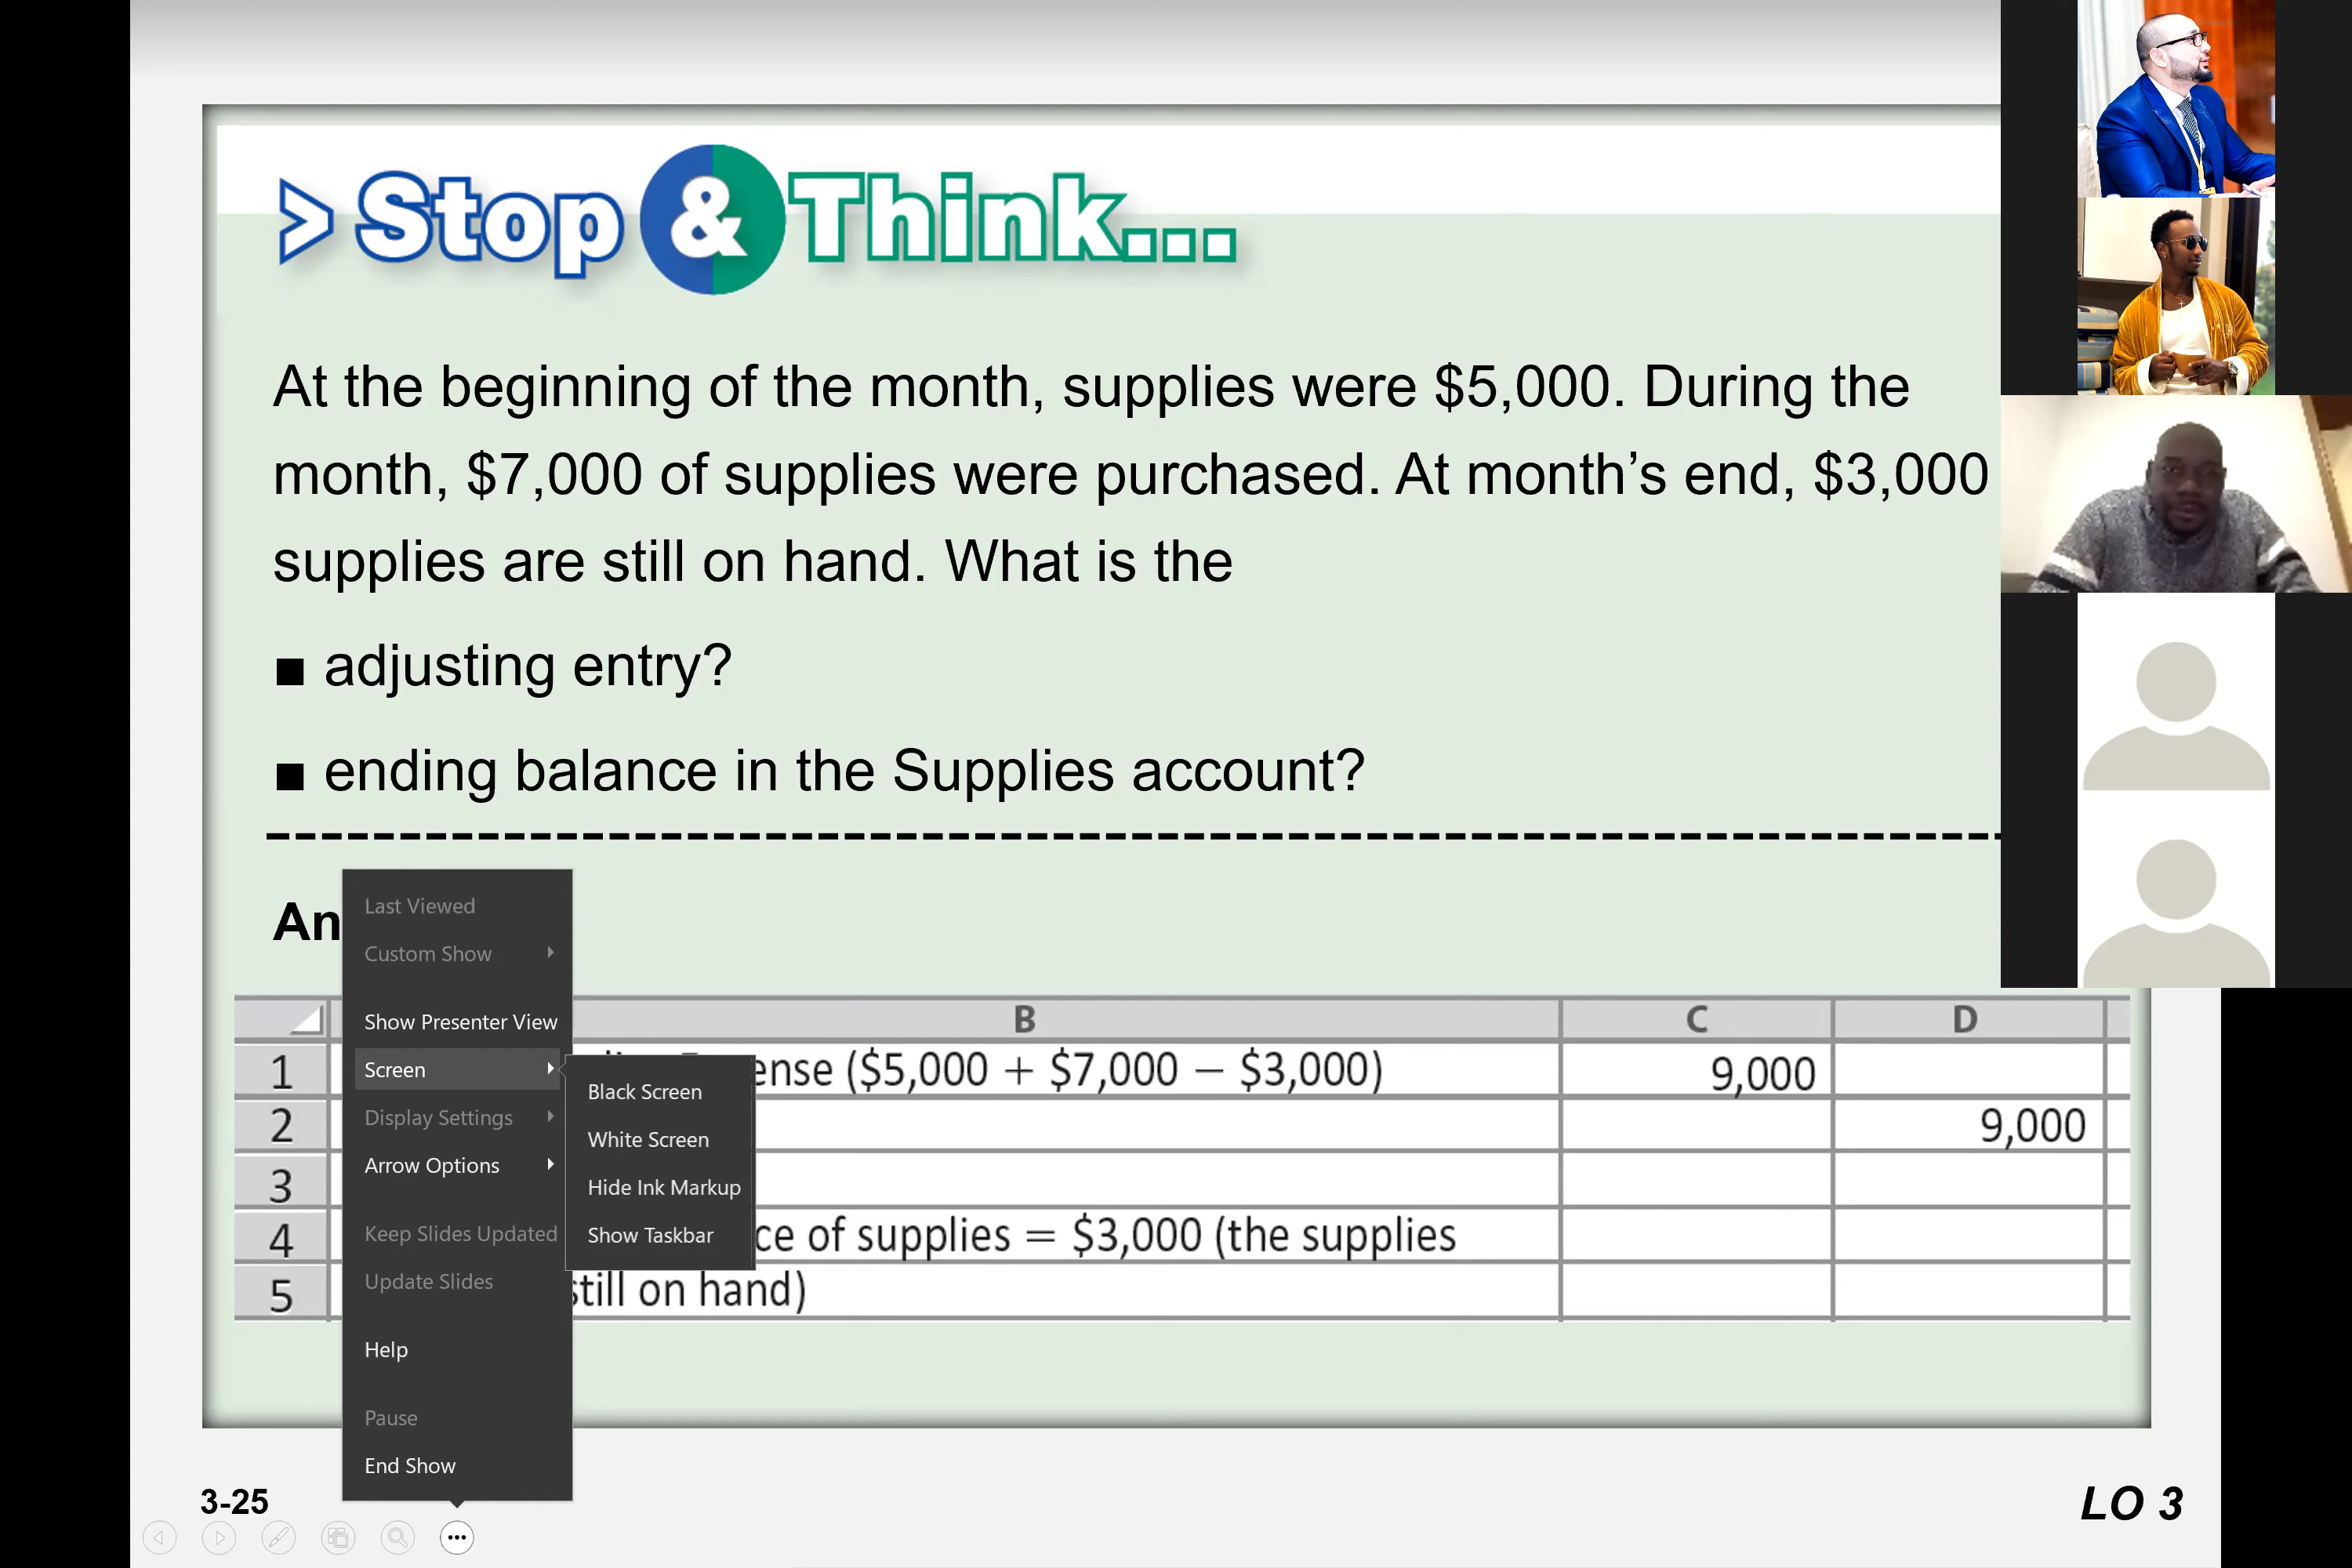 > Stop & Think...
At the beginning of the month, supplies were $5,000. During the
month, $7,000 of supplies were purchased. At month’s end, $3,000
supplies are still on hand. What is the
■ adjusting entry?
■ ending balance in the Supplies account?
An
Last Viewed
Custom Show
Show Presenter View
Screen
Display Settings
Arrow Options
Keep Slides Updated
Update Slides
Help
Pause
End Show
Black Screen
White Screen
Hide Ink Markup
Show Taskbar
B C D
1 ense ($5,000 + $7,000 − $3,000) 9,000
2 9,000
3
4 ce of supplies = $3,000 (the supplies
5 still on hand)
3-25
LO 3